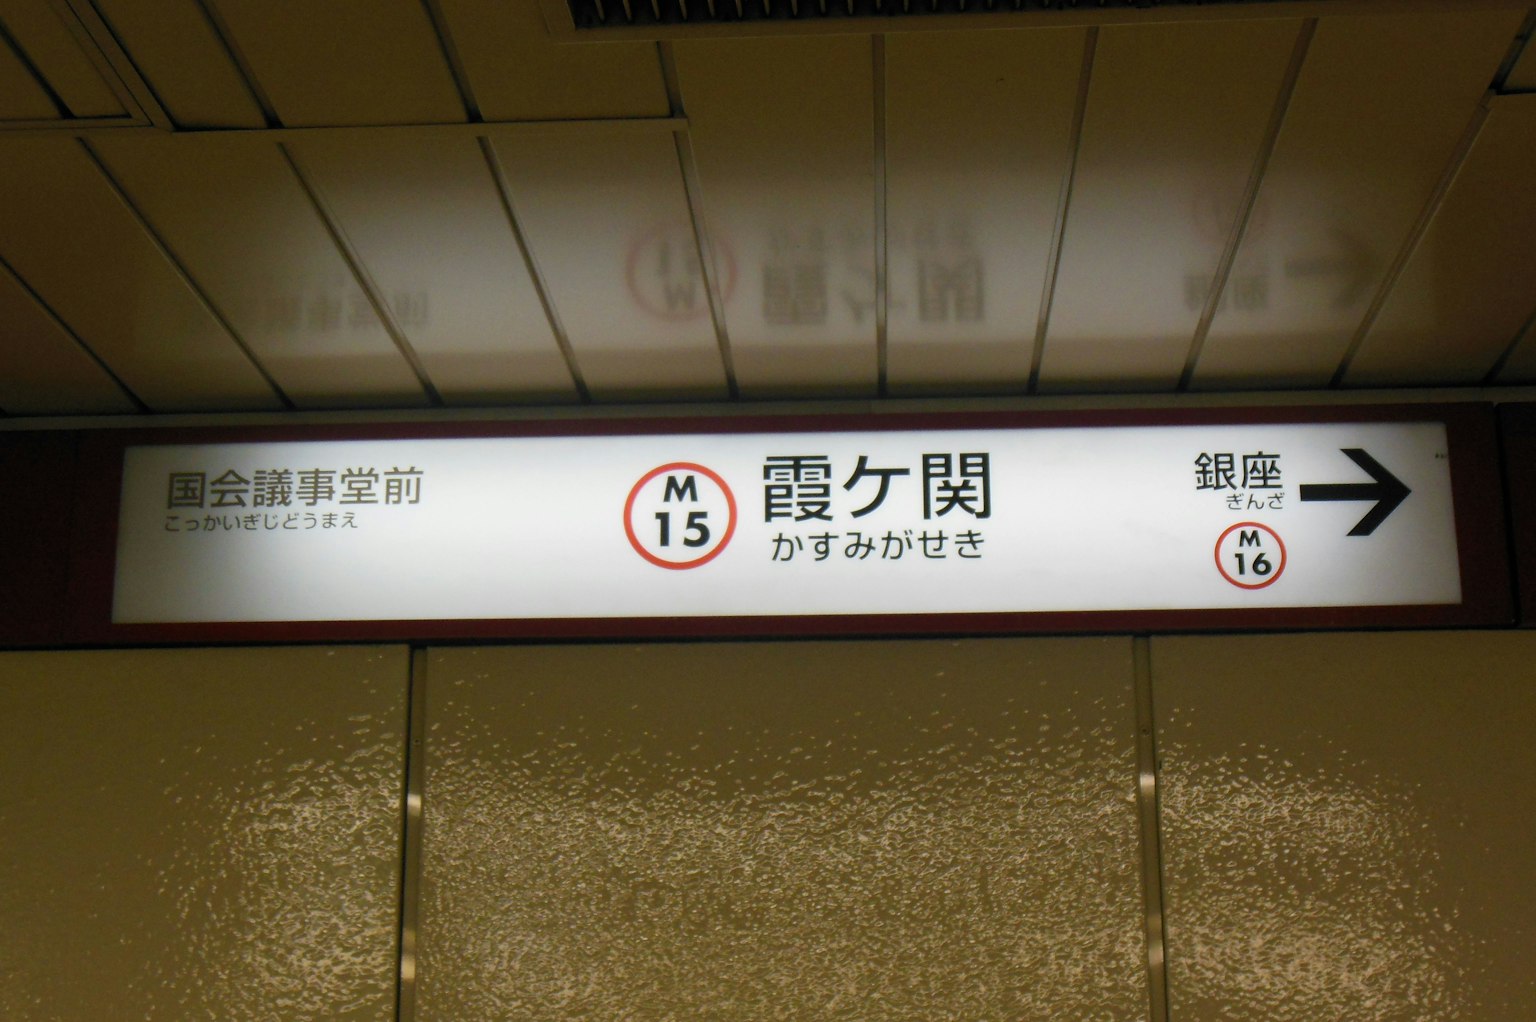 国会議事堂前
こっかいぎじどうまえ
M
15
霞ケ関
かすみがせき
銀座
ぎんざ
M
16